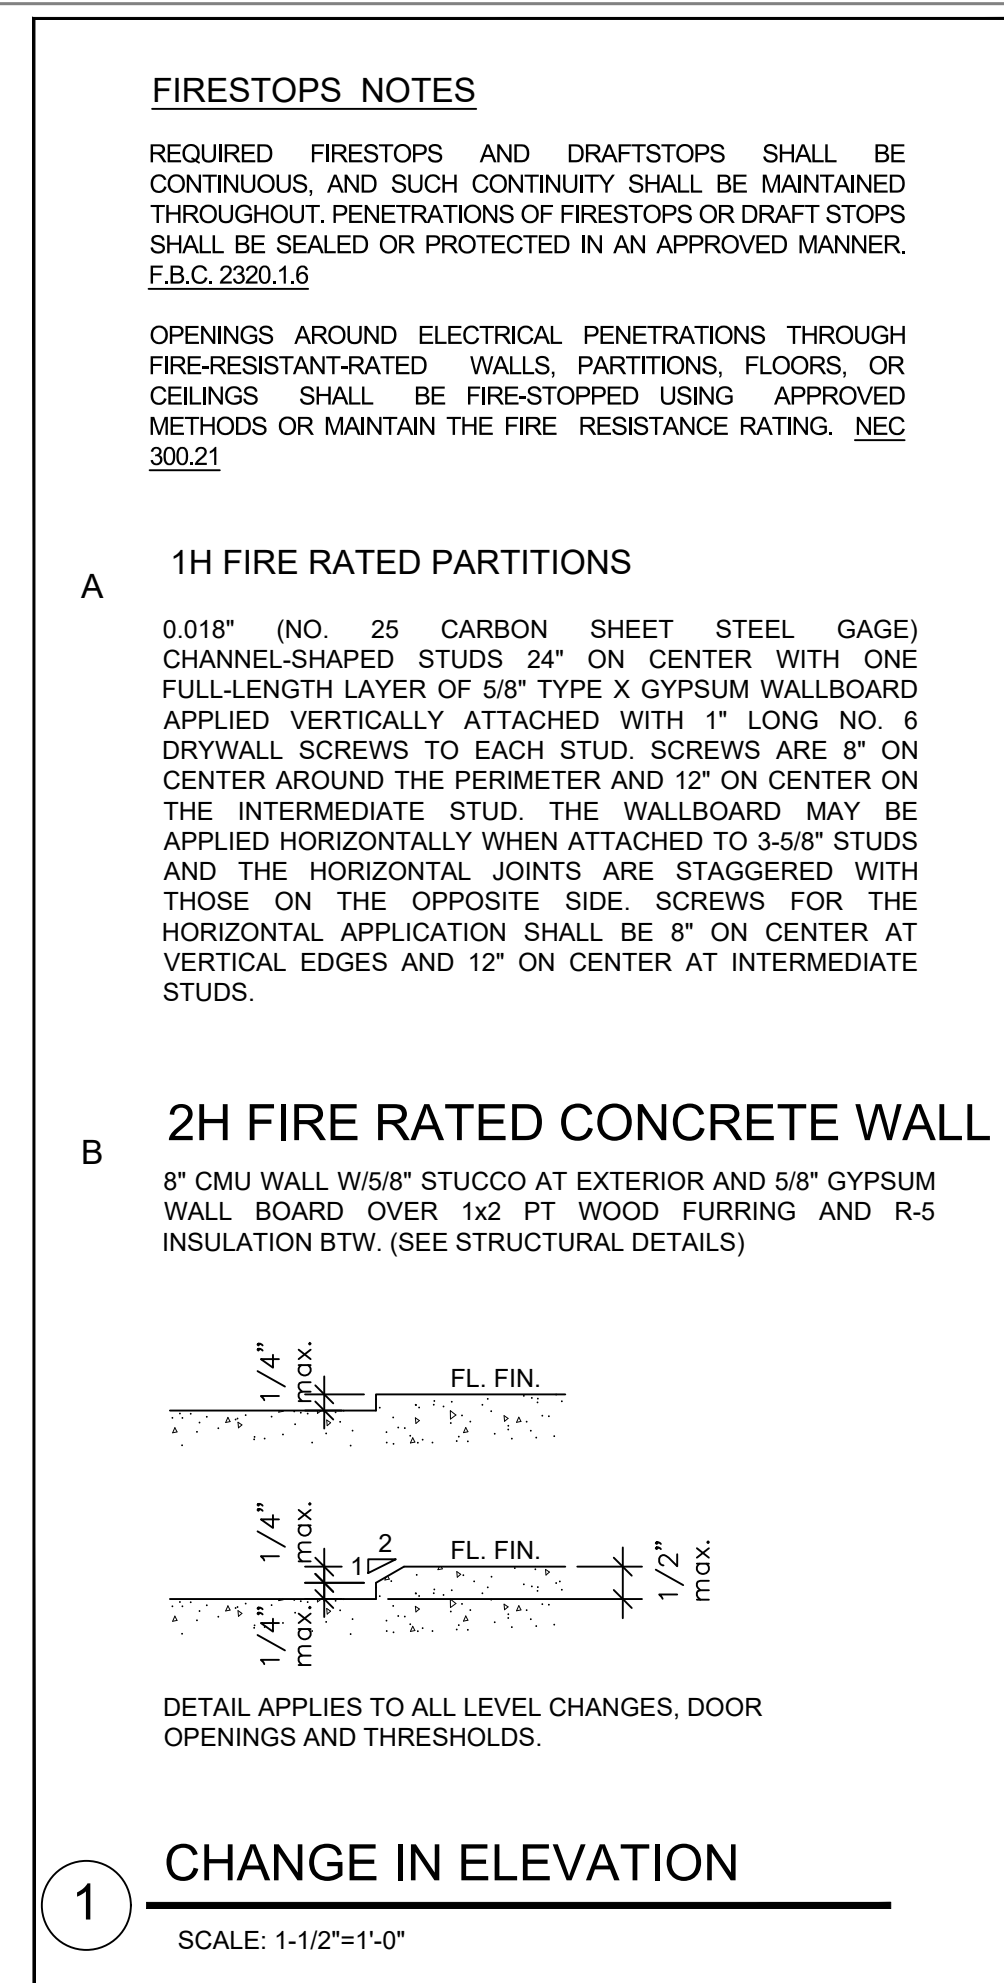 FIRESTOPS NOTES
REQUIRED FIRESTOPS AND DRAFTSTOPS SHALL BE
CONTINUOUS, AND SUCH CONTINUITY SHALL BE MAINTAINED
THROUGHOUT. PENETRATIONS OF FIRESTOPS OR DRAFT STOPS
SHALL BE SEALED OR PROTECTED IN AN APPROVED MANNER.
F.B.C. 2320.1.6
OPENINGS AROUND ELECTRICAL PENETRATIONS THROUGH
FIRE-RESISTANT-RATED WALLS, PARTITIONS, FLOORS, OR
CEILINGS SHALL BE FIRE-STOPPED USING APPROVED
METHODS OR MAINTAIN THE FIRE RESISTANCE RATING. NEC
300.21
A
1H FIRE RATED PARTITIONS
0.018" (NO. 25 CARBON SHEET STEEL GAGE)
CHANNEL-SHAPED STUDS 24" ON CENTER WITH ONE
FULL-LENGTH LAYER OF 5/8" TYPE X GYPSUM WALLBOARD
APPLIED VERTICALLY ATTACHED WITH 1" LONG NO. 6
DRYWALL SCREWS TO EACH STUD. SCREWS ARE 8" ON
CENTER AROUND THE PERIMETER AND 12" ON CENTER ON
THE INTERMEDIATE STUD. THE WALLBOARD MAY BE
APPLIED HORIZONTALLY WHEN ATTACHED TO 3-5/8" STUDS
AND THE HORIZONTAL JOINTS ARE STAGGERED WITH
THOSE ON THE OPPOSITE SIDE. SCREWS FOR THE
HORIZONTAL APPLICATION SHALL BE 8" ON CENTER AT
VERTICAL EDGES AND 12" ON CENTER AT INTERMEDIATE
STUDS.
B
2H FIRE RATED CONCRETE WALL
8" CMU WALL W/5/8" STUCCO AT EXTERIOR AND 5/8" GYPSUM
WALL BOARD OVER 1x2 PT WOOD FURRING AND R-5
INSULATION BTW. (SEE STRUCTURAL DETAILS)
1/4”
max.
FL. FIN.
1/4”
max.
1
2
FL. FIN.
1/2”
max.
1/4”
max.
DETAIL APPLIES TO ALL LEVEL CHANGES, DOOR
OPENINGS AND THRESHOLDS.
1
CHANGE IN ELEVATION
SCALE: 1-1/2"=1'-0"